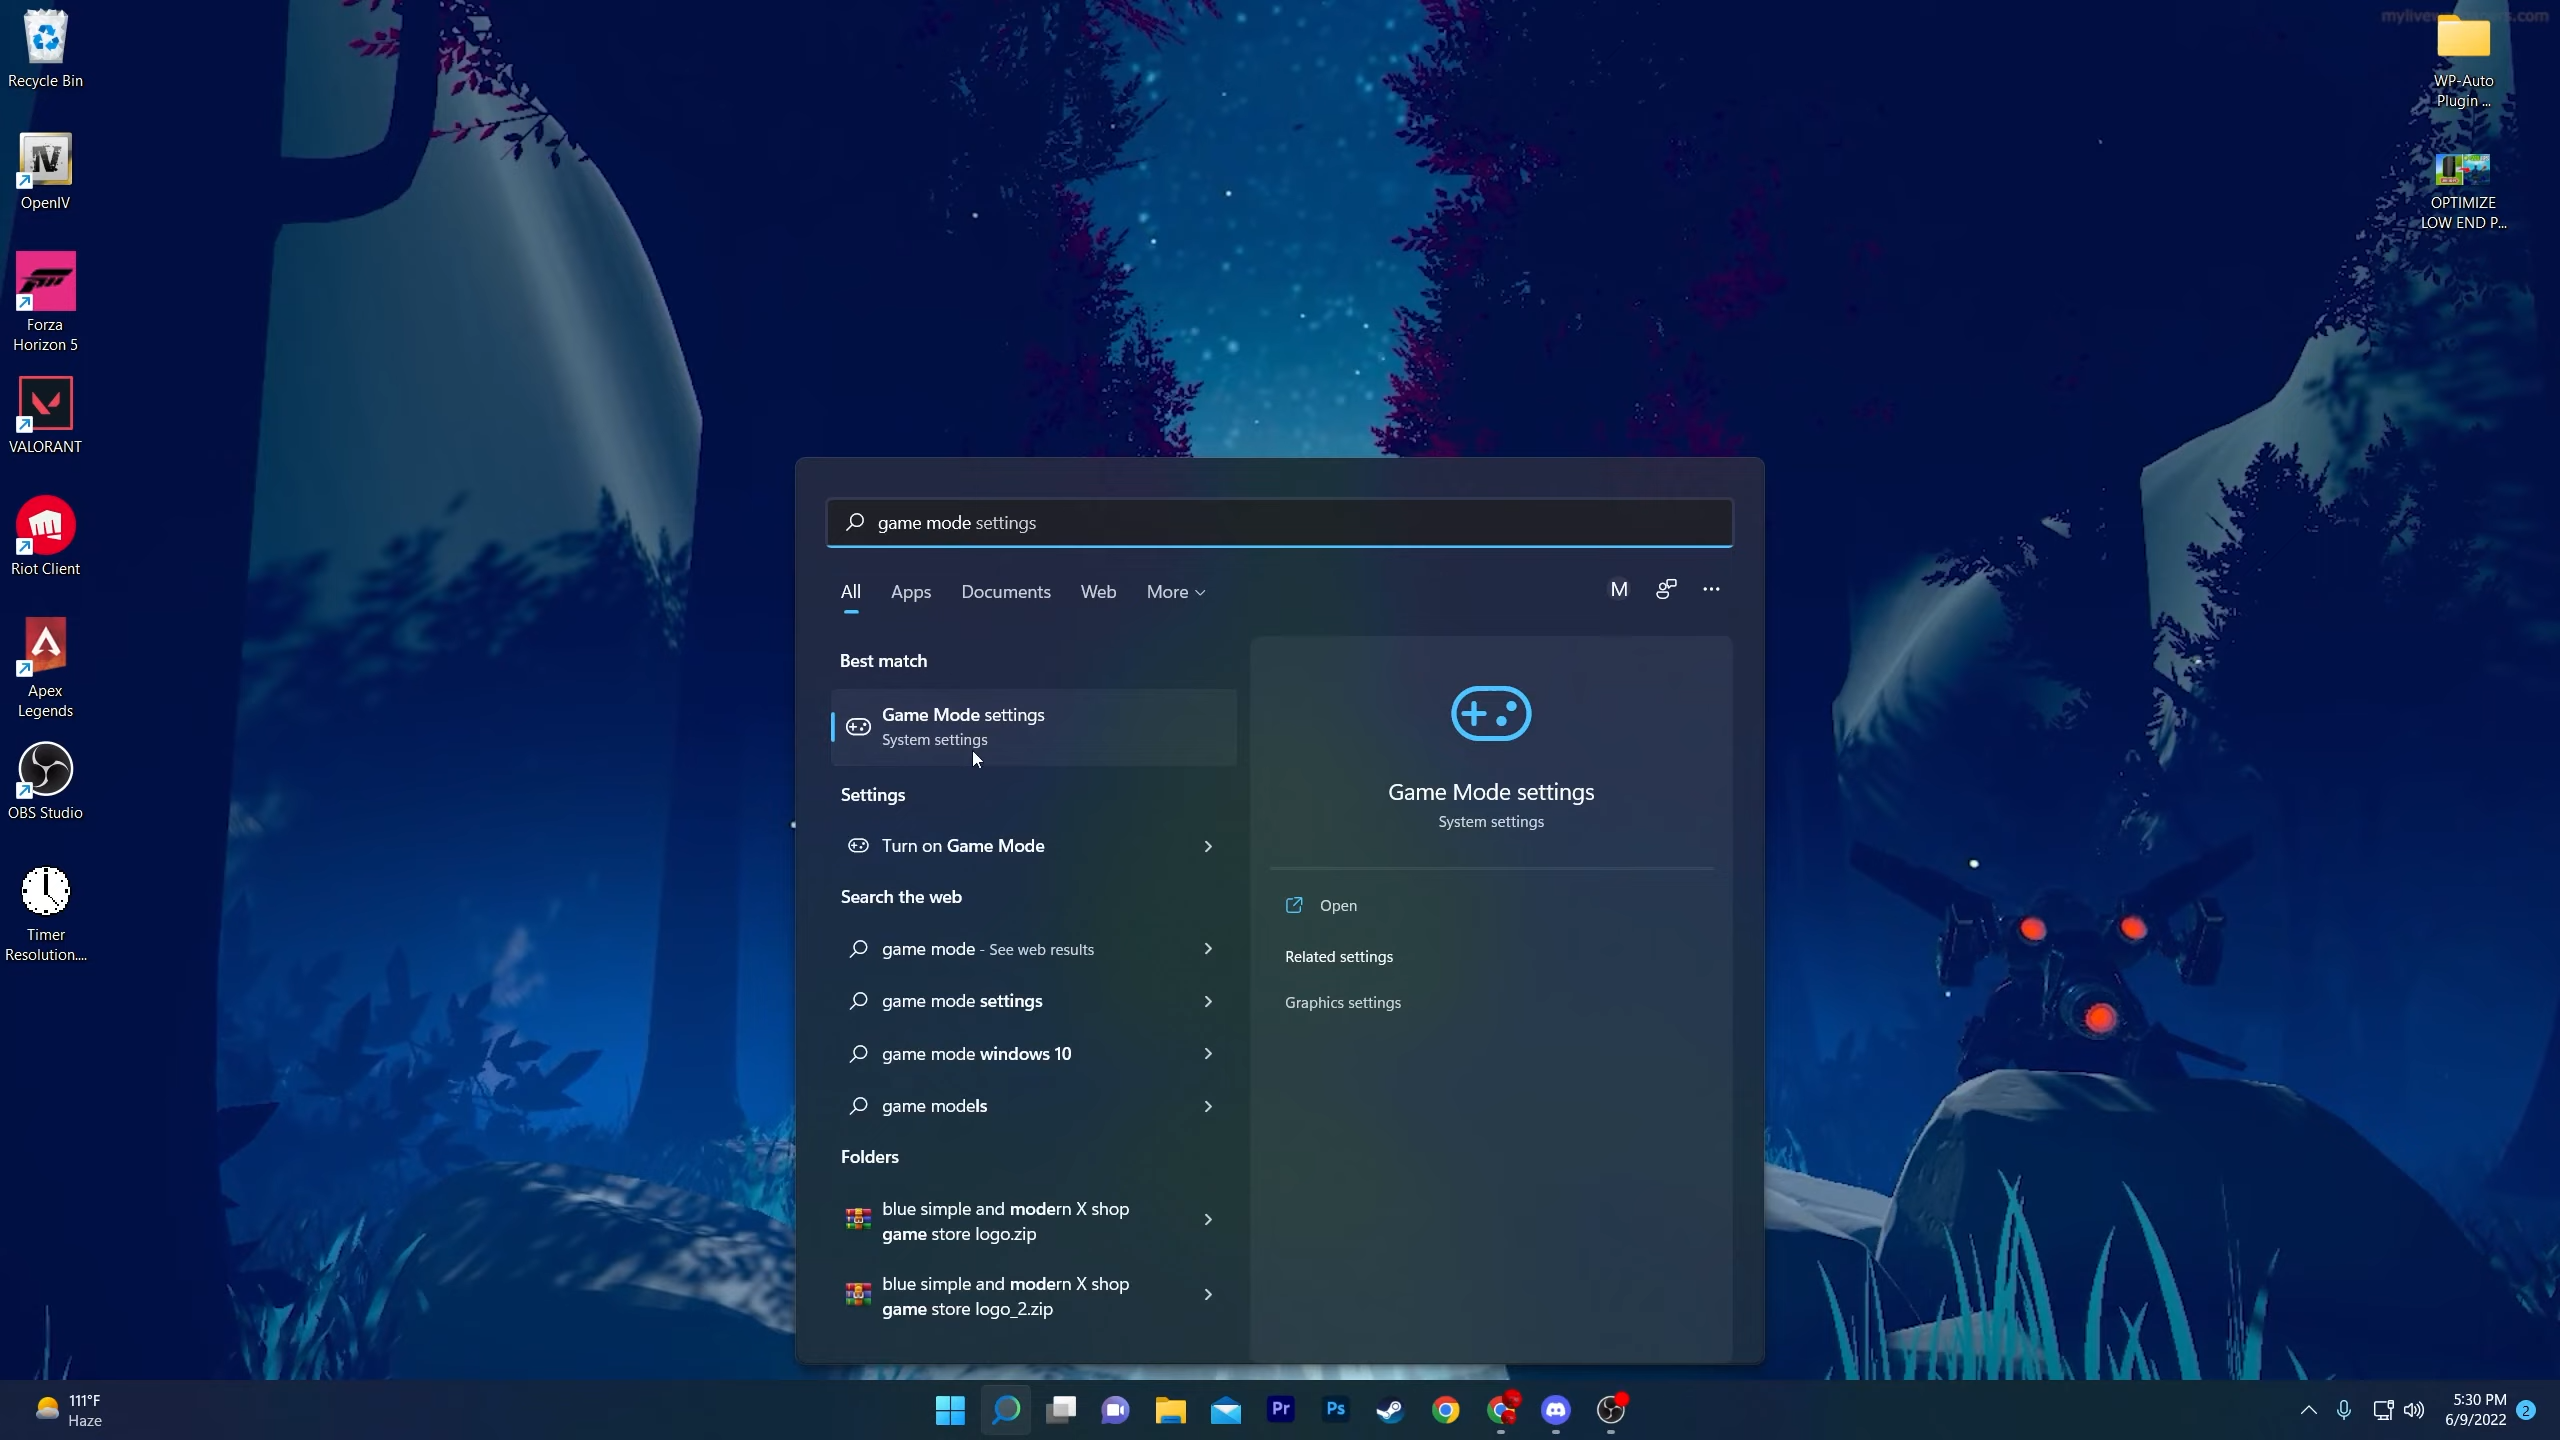 mylivewallpapers.com
Recycle Bin
OpenIV
Forza
Horizon 5
VALORANT
Riot Client
Apex
Legends
OBS Studio
Timer
Resolution....
WP-Auto
Plugin ...
OPTIMIZE
LOW END P...
game mode settings
All
Apps
Documents
Web
More
M
Best match
Game Mode settings
System settings
Settings
Turn on Game Mode
Search the web
game mode - See web results
game mode settings
game mode windows 10
game models
Folders
blue simple and modern X shop
game store logo.zip
blue simple and modern X shop
game store logo_2.zip
Game Mode settings
System settings
Open
Related settings
Graphics settings
111°F
Haze
Pr
Ps
5:30 PM
6/9/2022
2